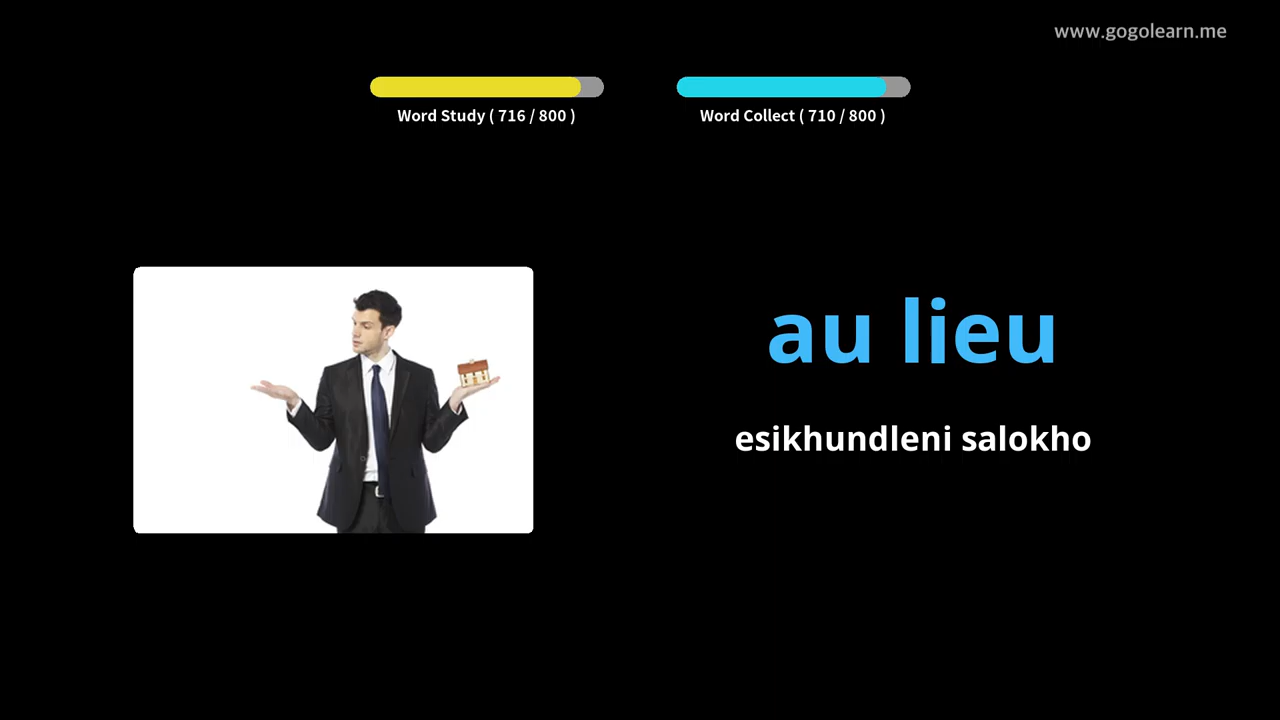 www.gogolearn.me
Word Study ( 716 / 800 )
Word Collect ( 710 / 800 )
au lieu
esikhundleni salokho